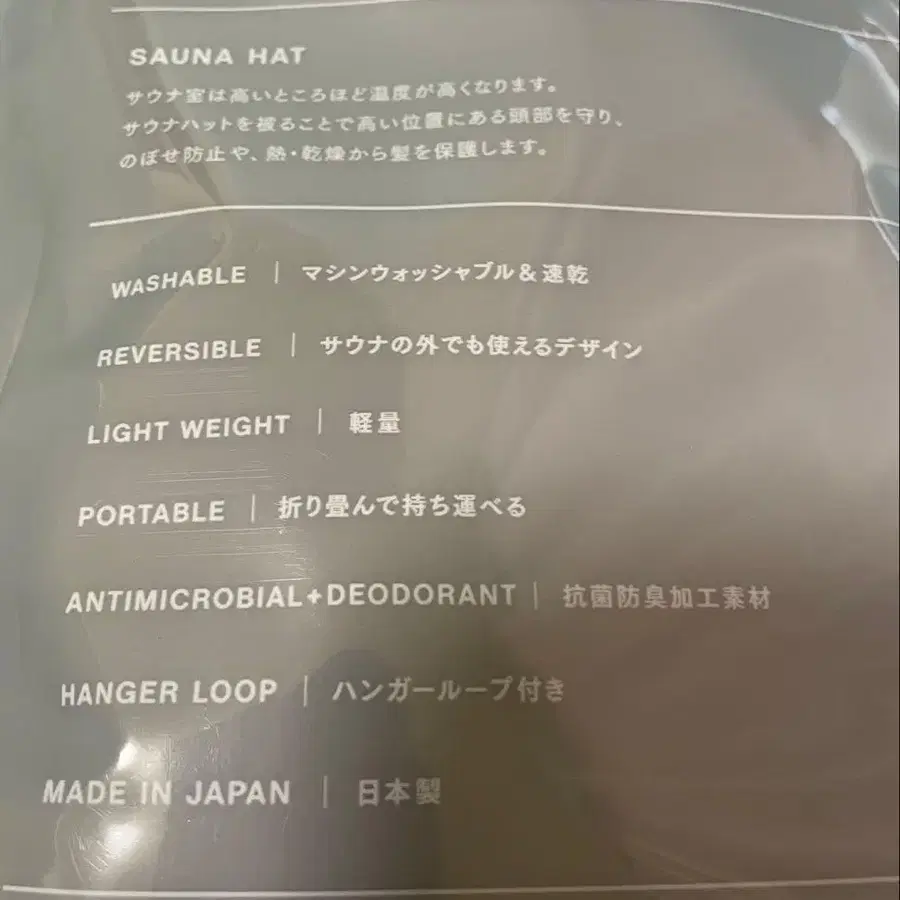 SAUNA HAT
サウナ室は高いところほど温度が高くなります。
サウナハットを被ることで高い位置にある頭部を守り、
のぼせ防止や、熱・乾燥から髪を保護します。
WASHABLE | マシンウォッシャブル&速乾
REVERSIBLE | サウナの外でも使えるデザイン
LIGHT WEIGHT | 軽量
PORTABLE | 折り畳んで持ち運べる
ANTIMICROBIAL+DEODORANT | 抗菌防臭加工素材
HANGER LOOP | ハンガーループ付き
MADE IN JAPAN | 日本製